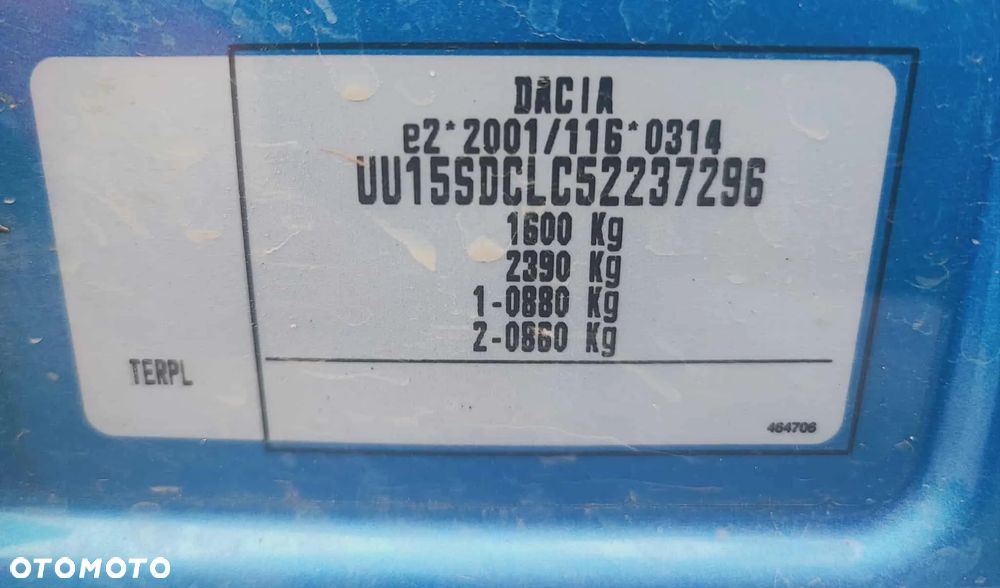 DACIA
e2*2001/116*0314
UU15SDCLC52237296
1600 Kg
2390 Kg
1-0880 Kg
2-0860 Kg
TERPL
464706
OTOMOTO